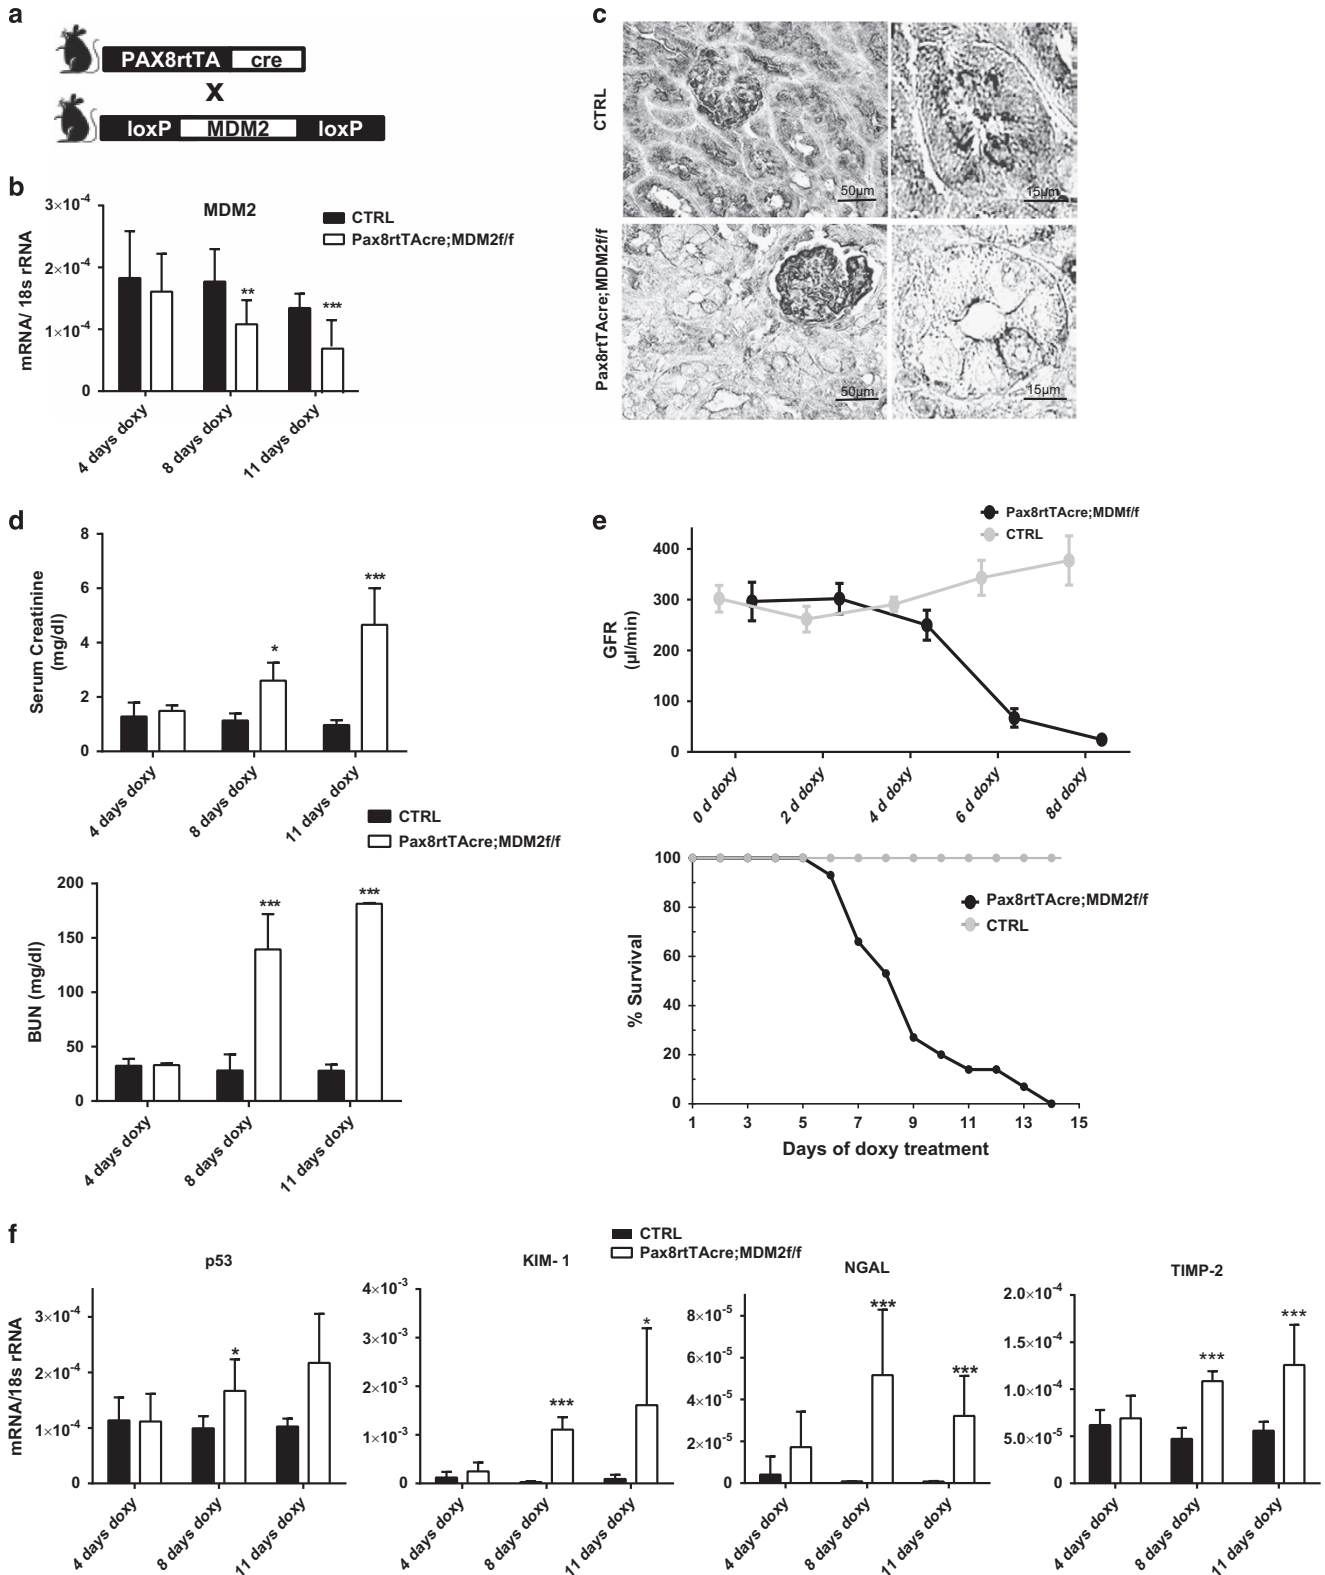 a
PAX8rtTA cre
X
loxP MDM2 loxP
b
MDM2
CTRL
Pax8rtTAcre;MDM2f/f
mRNA/ 18s rRNA
3×10⁻⁴
2×10⁻⁴
1×10⁻⁴
0
**
***
4 days doxy
8 days doxy
11 days doxy
c
CTRL
50µm
15µm
Pax8rtTAcre;MDM2f/f
50µm
15µm
d
Serum Creatinine
(mg/dl)
8
6
4
2
0
*
***
4 days doxy
8 days doxy
11 days doxy
CTRL
Pax8rtTAcre;MDM2f/f
BUN (mg/dl)
200
150
100
50
0
***
***
4 days doxy
8 days doxy
11 days doxy
e
Pax8rtTAcre;MDMf/f
CTRL
GFR
(µl/min)
400
300
200
100
0
0 d doxy
2 d doxy
4 d doxy
6 d doxy
8d doxy
Pax8rtTAcre;MDM2f/f
CTRL
% Survival
100
80
60
40
20
0
1 3 5 7 9 11 13 15
Days of doxy treatment
f
CTRL
Pax8rtTAcre;MDM2f/f
p53
mRNA/18s rRNA
3×10⁻⁴
2×10⁻⁴
1×10⁻⁴
0
*
4 days doxy
8 days doxy
11 days doxy
KIM- 1
4×10⁻³
3×10⁻³
2×10⁻³
1×10⁻³
0
***
*
4 days doxy
8 days doxy
11 days doxy
NGAL
8×10⁻⁵
6×10⁻⁵
4×10⁻⁵
2×10⁻⁵
0
***
***
4 days doxy
8 days doxy
11 days doxy
TIMP-2
2.0×10⁻⁴
1.5×10⁻⁴
1.0×10⁻⁴
5.0×10⁻⁵
0
***
***
4 days doxy
8 days doxy
11 days doxy